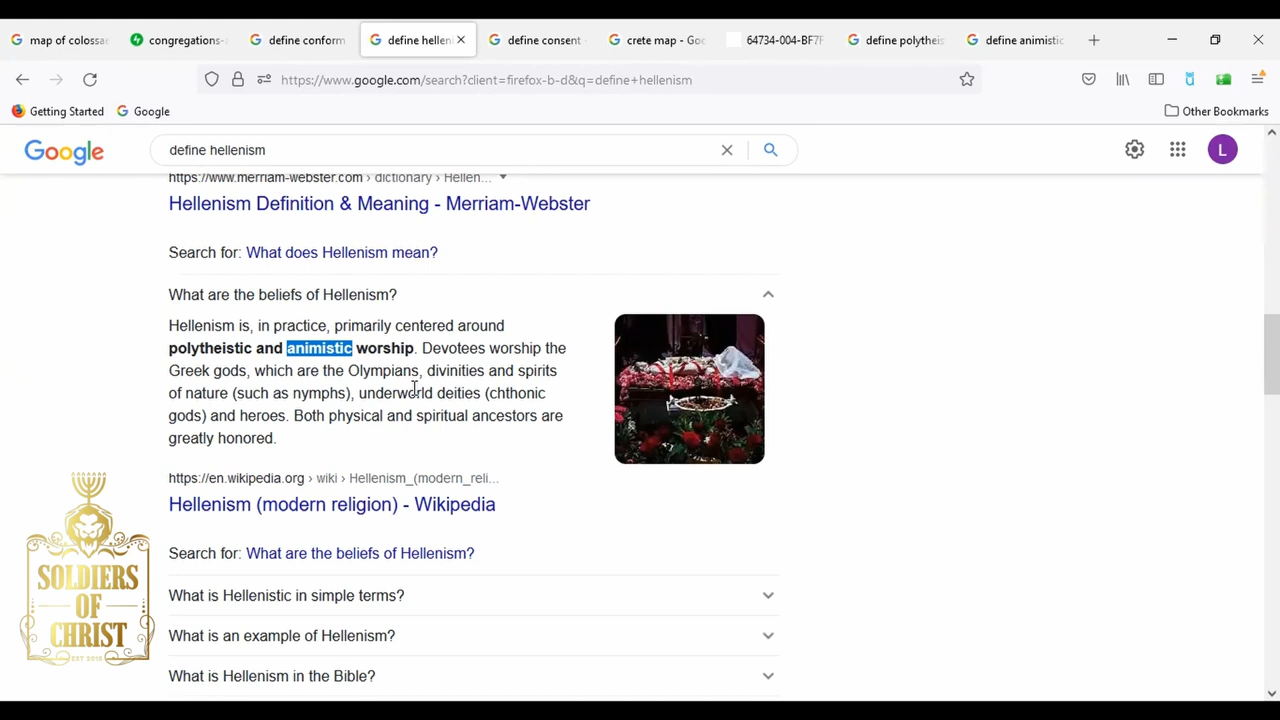 map of colossa
congregations-
define conform
define helleni
define consent -
crete map - Goo
64734-004-BF7F
define polytheis
define animistic
https://www.google.com/search?client=firefox-b-d&q=define+hellenism
Getting Started
Google
Other Bookmarks
Google
define hellenism
L
https://www.merriam-webster.com › dictionary › Hellen...
Hellenism Definition & Meaning - Merriam-Webster
Search for: What does Hellenism mean?
What are the beliefs of Hellenism?
Hellenism is, in practice, primarily centered around
polytheistic and animistic worship. Devotees worship the
Greek gods, which are the Olympians, divinities and spirits
of nature (such as nymphs), underworld deities (chthonic
gods) and heroes. Both physical and spiritual ancestors are
greatly honored.
https://en.wikipedia.org › wiki › Hellenism_(modern_reli...
Hellenism (modern religion) - Wikipedia
Search for: What are the beliefs of Hellenism?
What is Hellenistic in simple terms?
What is an example of Hellenism?
What is Hellenism in the Bible?
SOLDIERS
OF
CHRIST